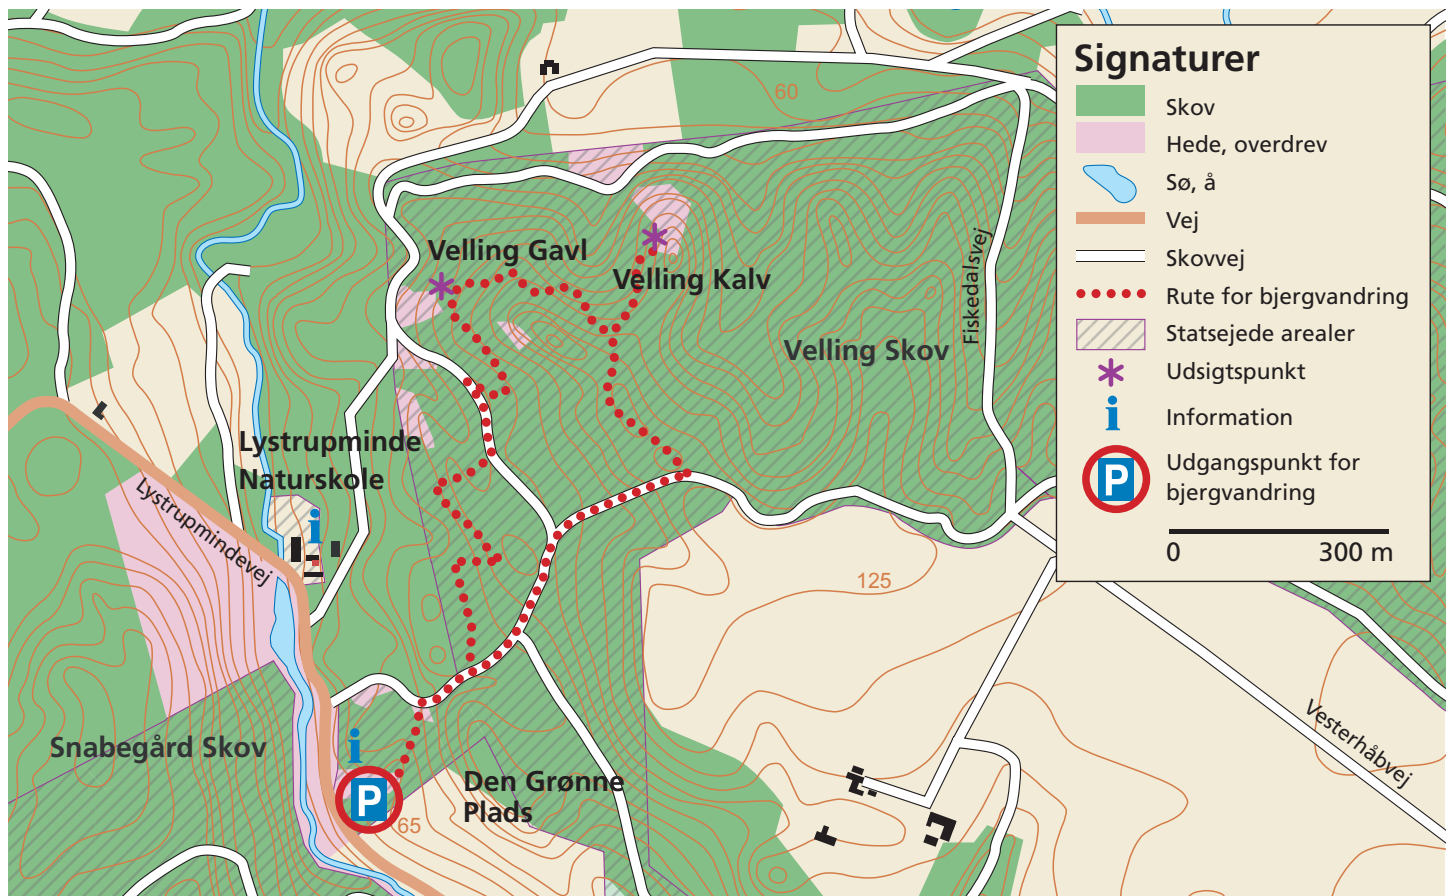 Signaturer
Skov
Hede, overdrev
Sø, å
Vej
Skovvej
Rute for bjergvandring
Statsejede arealer
Udsigtspunkt
i
Information
P
Udgangspunkt for
bjergvandring
0
300 m
60
Velling Gavl
Velling Kalv
Fiskedalsvej
Velling Skov
Lystrupminde
Naturskole
Lystrupmindevej
i
125
Snabegård Skov
i
Den Grønne
Plads
P
65
Vesterhåbvej